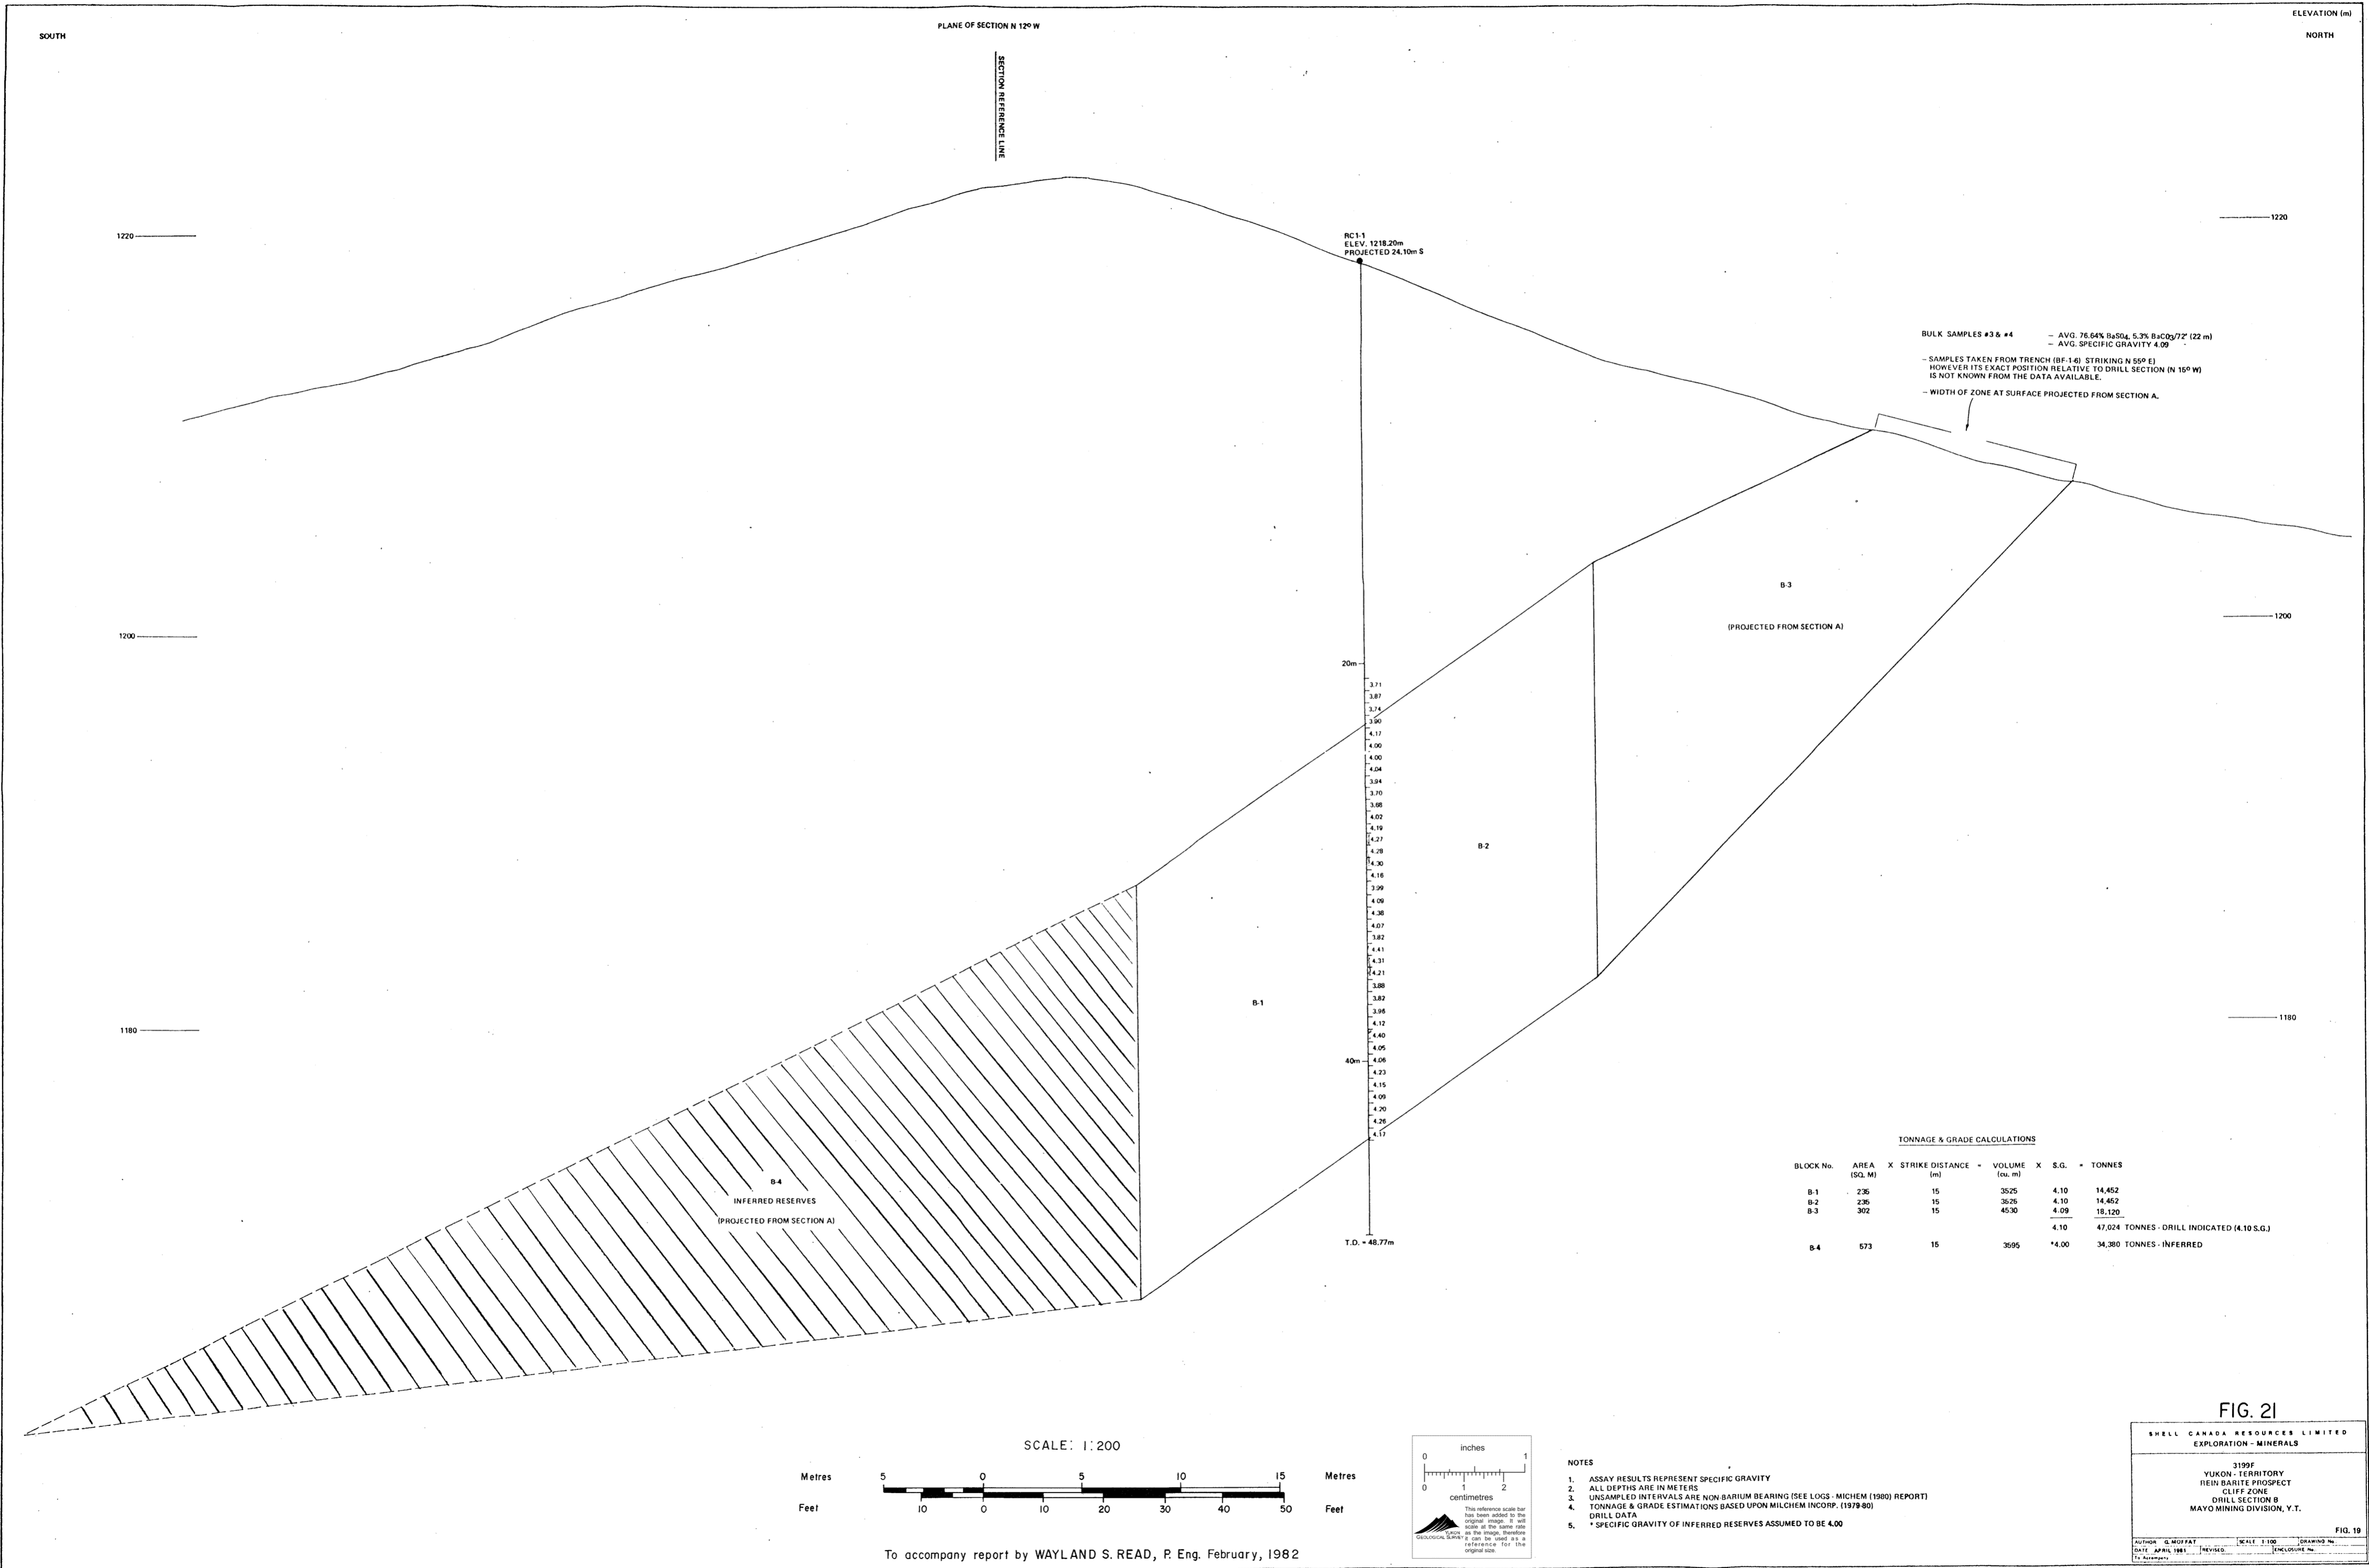 ELEVATION (m)
PLANE OF SECTION N 12° W
SOUTH
NORTH
SECTION REFERENCE LINE
1220
1220
RC1-1
ELEV. 1218.20m
PROJECTED 24.10m S
BULK SAMPLES #3 & #4 – AVG. 76.64% BaSO4, 5.3% BaCO3/72' (22 m)
– AVG. SPECIFIC GRAVITY 4.09
– SAMPLES TAKEN FROM TRENCH (BF-1-6) STRIKING N 55° E)
HOWEVER ITS EXACT POSITION RELATIVE TO DRILL SECTION (N 15° W)
IS NOT KNOWN FROM THE DATA AVAILABLE.
– WIDTH OF ZONE AT SURFACE PROJECTED FROM SECTION A.
B-3
(PROJECTED FROM SECTION A)
1200
1200
20m
3.71
3.87
3.74
3.90
4.17
4.00
4.00
4.04
3.94
3.70
3.68
4.02
4.19
4.27
4.28
4.30
4.16
3.99
4.09
4.38
4.07
3.82
4.41
4.31
4.21
3.88
3.82
3.96
4.12
4.40
4.05
40m
4.06
4.23
4.15
4.09
4.20
4.26
4.17
T.D. = 48.77m
B-2
B-1
1180
1180
B-4
INFERRED RESERVES
(PROJECTED FROM SECTION A)
TONNAGE & GRADE CALCULATIONS
BLOCK No. AREA X STRIKE DISTANCE = VOLUME X S.G. = TONNES
(SQ. M) (m) (cu. m)
B-1 235 15 3525 4.10 14,452
B-2 235 15 3525 4.10 14,452
B-3 302 15 4530 4.09 18,120
4.10 47,024 TONNES - DRILL INDICATED (4.10 S.G.)
B-4 573 15 3595 *4.00 34,380 TONNES - INFERRED
SCALE: 1:200
Metres 5 0 5 10 15 Metres
Feet 10 0 10 20 30 40 50 Feet
To accompany report by WAYLAND S. READ, P. Eng. February, 1982
inches
0 1
0 1 2
centimetres
This reference scale bar
has been added to the
original image. It will
scale at the same rate
as the image, therefore
it can be used as a
reference for the
original size.
YUKON
GEOLOGICAL SURVEY
NOTES
1. ASSAY RESULTS REPRESENT SPECIFIC GRAVITY
2. ALL DEPTHS ARE IN METERS
3. UNSAMPLED INTERVALS ARE NON-BARIUM BEARING (SEE LOGS - MICHEM (1980) REPORT)
4. TONNAGE & GRADE ESTIMATIONS BASED UPON MILCHEM INCORP. (1979-80)
DRILL DATA
5. * SPECIFIC GRAVITY OF INFERRED RESERVES ASSUMED TO BE 4.00
FIG. 21
SHELL CANADA RESOURCES LIMITED
EXPLORATION - MINERALS
3199F
YUKON - TERRITORY
REIN BARITE PROSPECT
CLIFF ZONE
DRILL SECTION B
MAYO MINING DIVISION, Y.T.
FIG. 19
AUTHOR G. MOFFAT SCALE 1:100 DRAWING No.
DATE APRIL 1981 REVISED: ENCLOSURE No.
To Accompany: